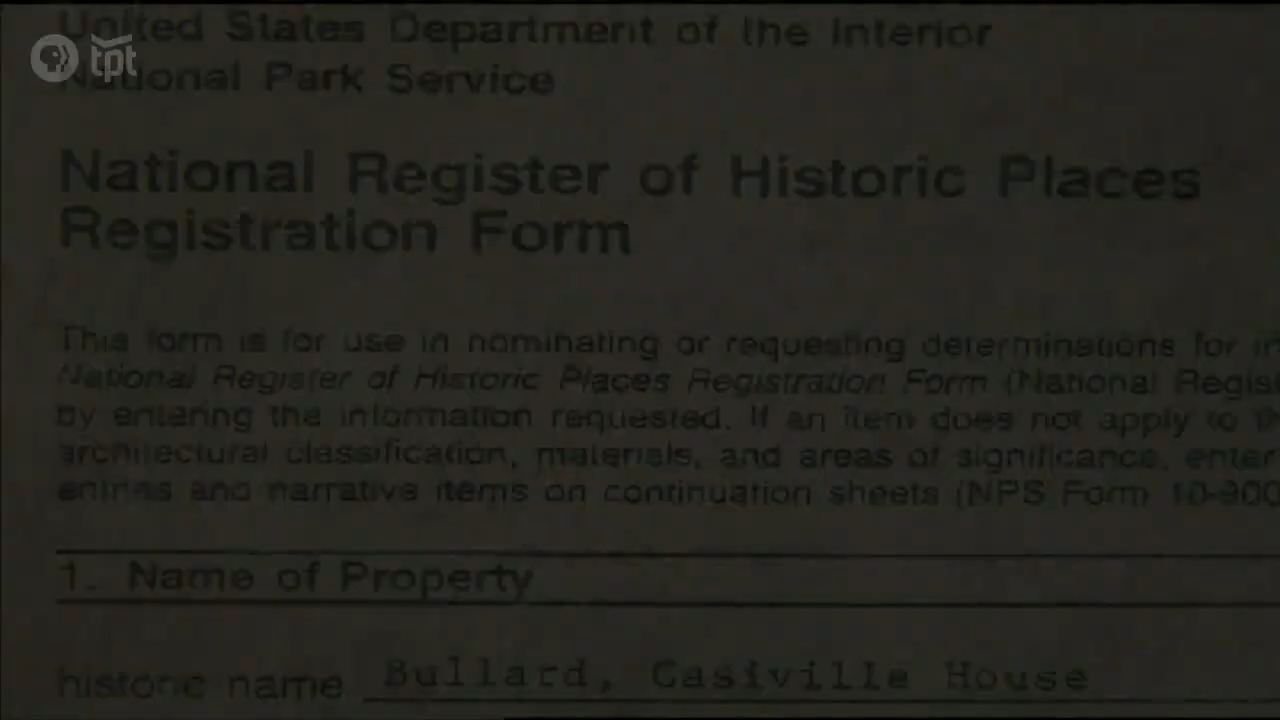 United States Department of the Interior
National Park Service
tpt
National Register of Historic Places
Registration Form
This form is for use in nominating or requesting determinations for
National Register of Historic Places Registration Form (National Regis
by entering the information requested. If an item does not apply to
architectural classification, materials, and areas of significance, enter
entries and narrative items on continuation sheets (NPS Form 10-900
1. Name of Property
historic name Bullard, Casiville House